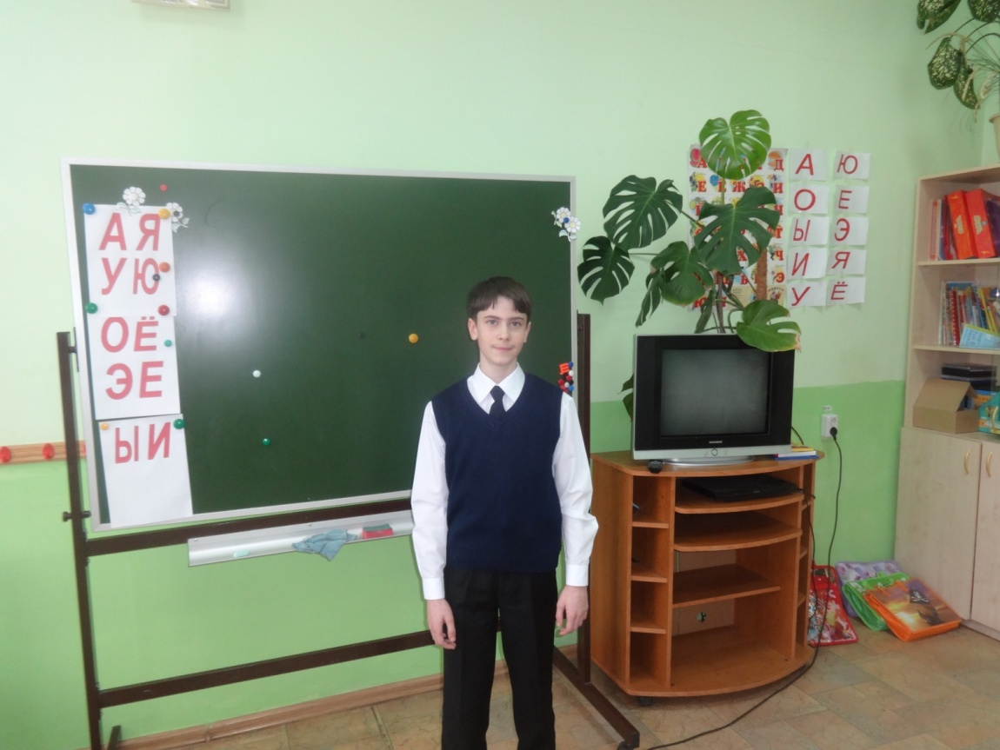 А Я
У Ю
О Ё
Э Е
Ы И
А Ю
О Е
Ы Э
И Я
У Ё